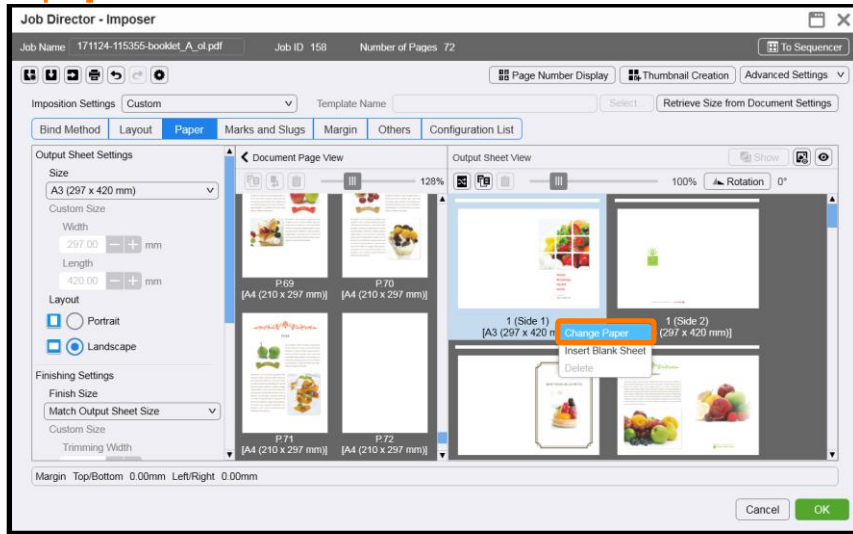 Job Director - Imposer
Job Name 171124-115355-booklet_A_ol.pdf Job ID 158 Number of Pages 72 To Sequencer
Page Number Display Thumbnail Creation Advanced Settings
Imposition Settings Custom Template Name Select... Retrieve Size from Document Settings
Bind Method Layout Paper Marks and Slugs Margin Others Configuration List
Output Sheet Settings
Size
A3 (297 x 420 mm)
Custom Size
Width
297.00 mm
Length
420.00 mm
Layout
Portrait
Landscape
Finishing Settings
Finish Size
Match Output Sheet Size
Custom Size
Trimming Width
Document Page View
128%
P.69 P.70
[A4 (210 x 297 mm)] [A4 (210 x 297 mm)]
P.71 P.72
[A4 (210 x 297 mm)] [A4 (210 x 297 mm)]
Output Sheet View Show
100% Rotation 0°
1 (Side 1) 1 (Side 2)
[A3 (297 x 420 m (297 x 420 mm)]
Change Paper
Insert Blank Sheet
Delete
Margin Top/Bottom 0.00mm Left/Right 0.00mm
Cancel OK